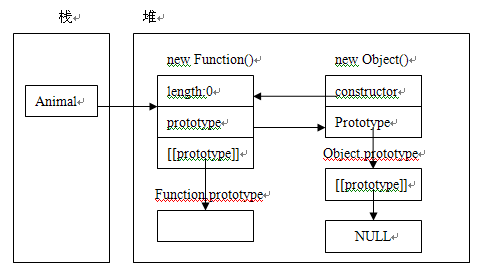 栈
堆
new Function()
new Object()
Animal
length:0
constructor
prototype
Prototype
[[prototype]]
Object.prototype
[[prototype]]
Function.prototype
NULL